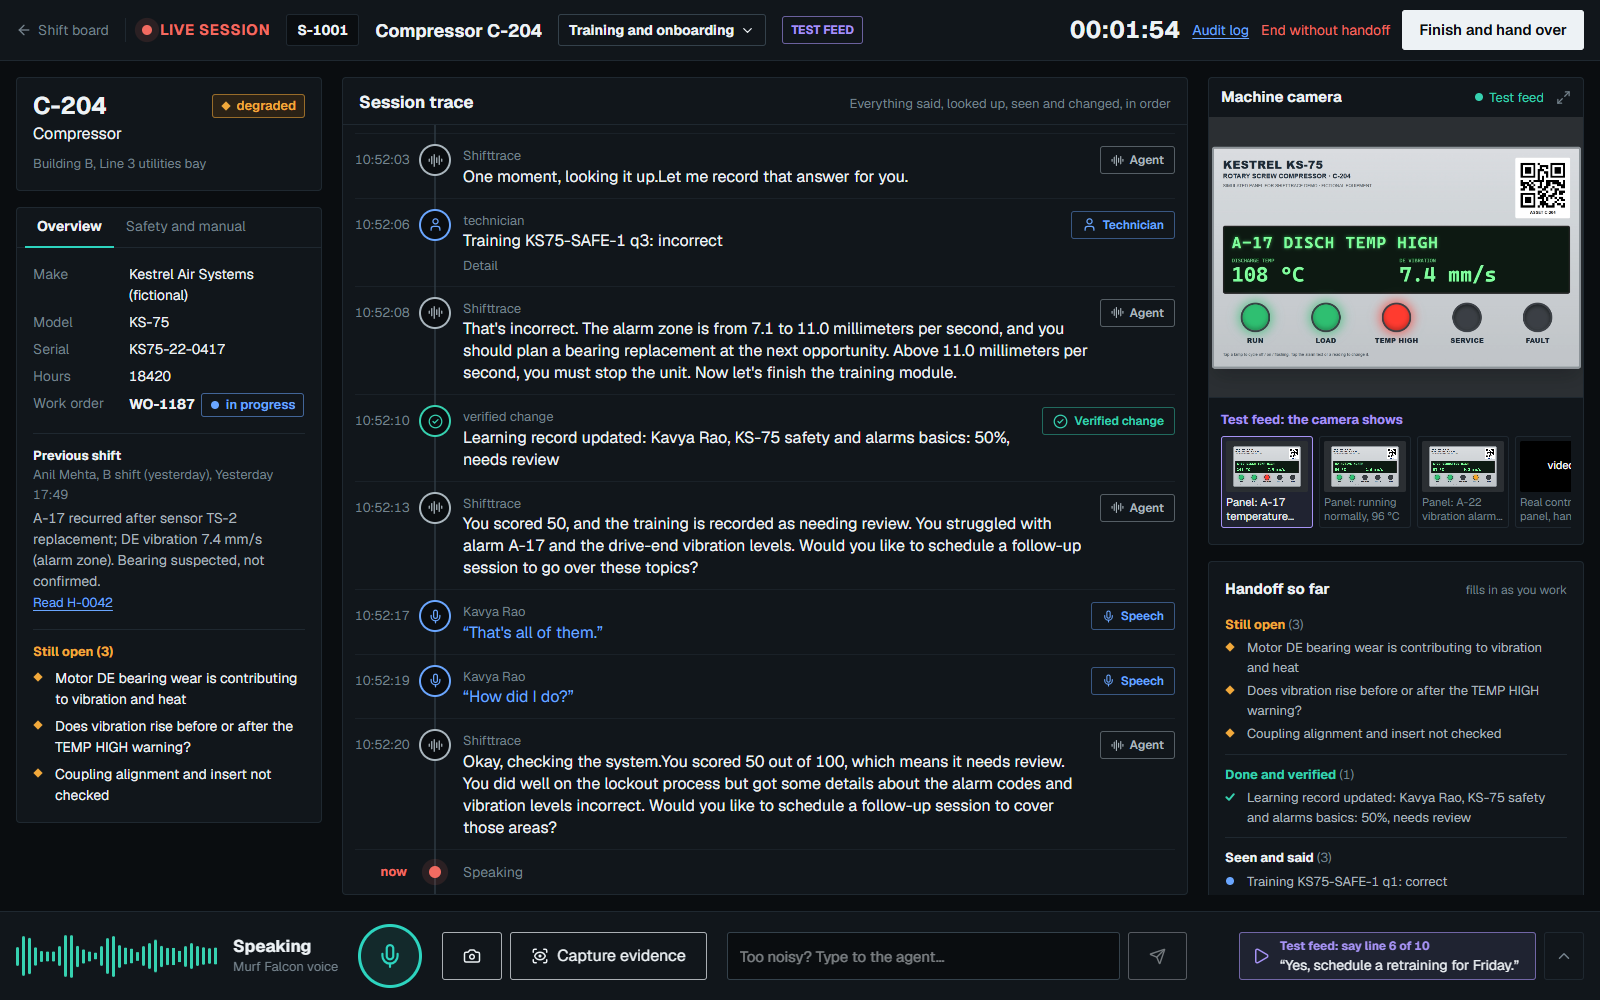 Shift board
LIVE SESSION
S-1001
Compressor C-204
Training and onboarding
TEST FEED
00:01:54
Audit log
End without handoff
Finish and hand over
C-204
degraded
Compressor
Building B, Line 3 utilities bay
Overview
Safety and manual
Make
Kestrel Air Systems
(fictional)
Model
KS-75
Serial
KS75-22-0417
Hours
18420
Work order
WO-1187
in progress
Previous shift
Anil Mehta, B shift (yesterday), Yesterday
17:49
A-17 recurred after sensor TS-2
replacement; DE vibration 7.4 mm/s
(alarm zone). Bearing suspected, not
confirmed.
Read H-0042
Still open (3)
Motor DE bearing wear is contributing
to vibration and heat
Does vibration rise before or after the
TEMP HIGH warning?
Coupling alignment and insert not
checked
Session trace
Everything said, looked up, seen and changed, in order
10:52:03
Shifttrace
One moment, looking it up.Let me record that answer for you.
Agent
10:52:06
technician
Training KS75-SAFE-1 q3: incorrect
Detail
Technician
10:52:08
Shifttrace
That's incorrect. The alarm zone is from 7.1 to 11.0 millimeters per second, and you
should plan a bearing replacement at the next opportunity. Above 11.0 millimeters per
second, you must stop the unit. Now let's finish the training module.
Agent
10:52:10
verified change
Learning record updated: Kavya Rao, KS-75 safety and alarms basics: 50%,
needs review
Verified change
10:52:13
Shifttrace
You scored 50, and the training is recorded as needing review. You struggled with
alarm A-17 and the drive-end vibration levels. Would you like to schedule a follow-up
session to go over these topics?
Agent
10:52:17
Kavya Rao
“That's all of them.”
Speech
10:52:19
Kavya Rao
“How did I do?”
Speech
10:52:20
Shifttrace
Okay, checking the system.You scored 50 out of 100, which means it needs review.
You did well on the lockout process but got some details about the alarm codes and
vibration levels incorrect. Would you like to schedule a follow-up session to cover
those areas?
Agent
now
Speaking
Machine camera
Test feed
KESTREL KS-75
ROTARY SCREW COMPRESSOR · C-204
ASSET C-204
A-17 DISCH TEMP HIGH
DISCHARGE TEMP
DE VIBRATION
108 °C
7.4 mm/s
RUN
LOAD
TEMP HIGH
SERVICE
FAULT
Test feed: the camera shows
Panel: A-17
temperature...
Panel: running
normally, 96 °C
Panel: A-22
vibration alarm...
Real contr
panel, han
Handoff so far
fills in as you work
Still open (3)
Motor DE bearing wear is contributing to vibration
and heat
Does vibration rise before or after the TEMP HIGH
warning?
Coupling alignment and insert not checked
Done and verified (1)
Learning record updated: Kavya Rao, KS-75 safety
and alarms basics: 50%, needs review
Seen and said (3)
Training KS75-SAFE-1 q1: correct
Speaking
Murf Falcon voice
Capture evidence
Too noisy? Type to the agent...
Test feed: say line 6 of 10
“Yes, schedule a retraining for Friday.”